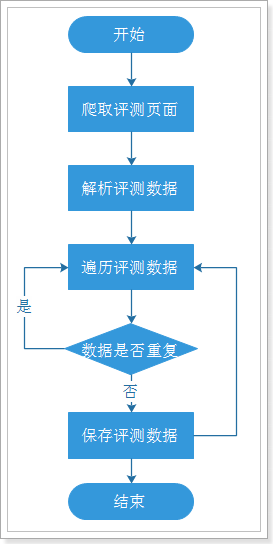 开始
爬取评测页面
解析评测数据
遍历评测数据
是
数据是否重复
否
保存评测数据
结束